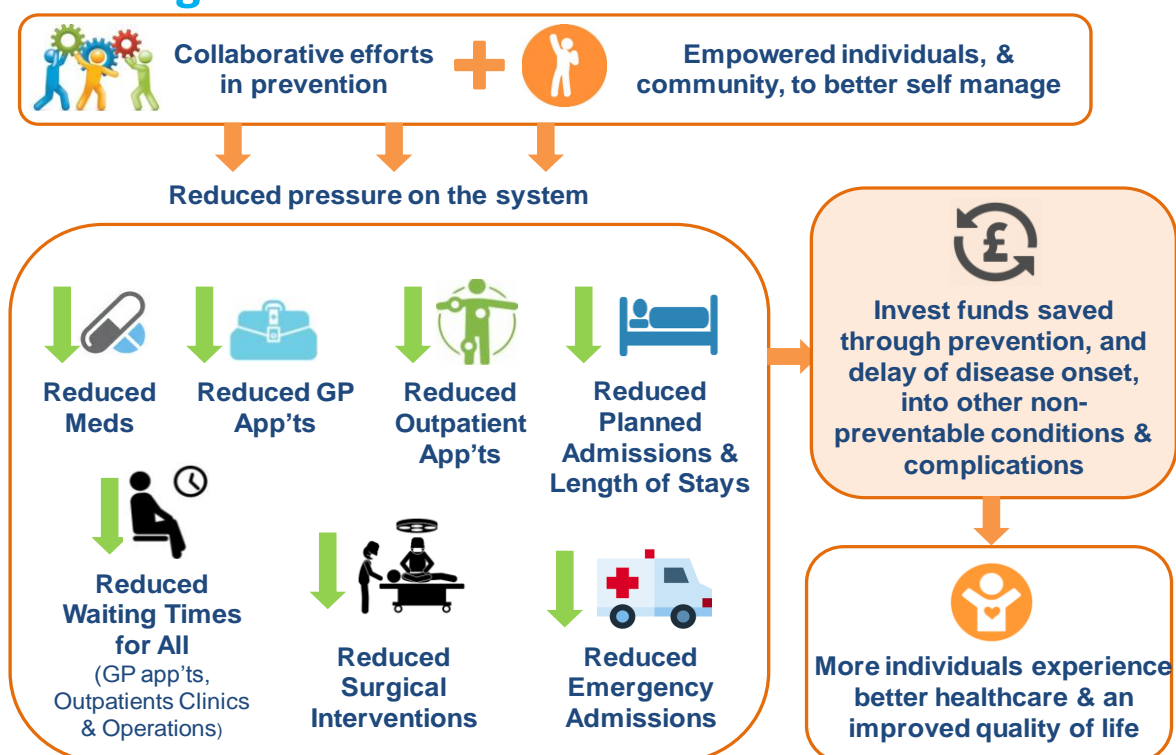 Collaborative efforts
in prevention
Empowered individuals, &
community, to better self manage
Reduced pressure on the system
Reduced
Meds
Reduced GP
App'ts
Reduced
Outpatient
App'ts
Reduced
Planned
Admissions &
Length of Stays
Reduced
Waiting Times
for All
(GP app'ts,
Outpatients Clinics
& Operations)
Reduced
Surgical
Interventions
Reduced
Emergency
Admissions
£
Invest funds saved
through prevention, and
delay of disease onset,
into other non-
preventable conditions &
complications
More individuals experience
better healthcare & an
improved quality of life